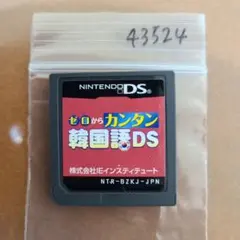 43524
NINTENDO DS
ゼロからカンタン
韓国語DS
株式会社IEインスティテュート
NTR-BZKJ-JPN